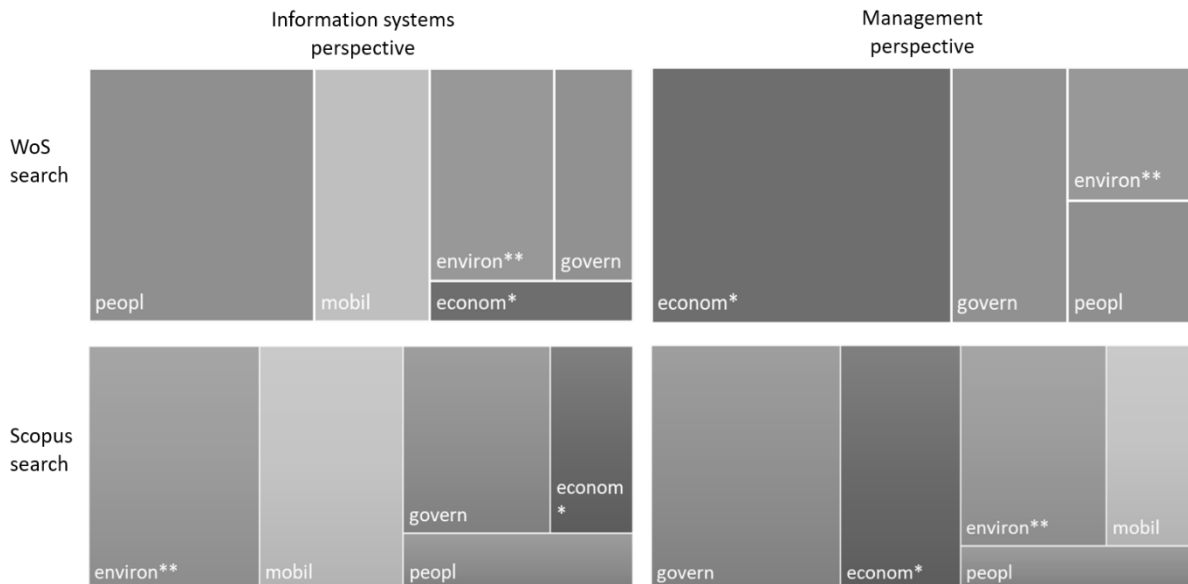 Information systems
perspective
Management
perspective
WoS
search
peopl
mobil
environ**
govern
econom*
econom*
govern
environ**
peopl
Scopus
search
environ**
mobil
govern
econom
*
peopl
govern
econom*
environ**
mobil
peopl